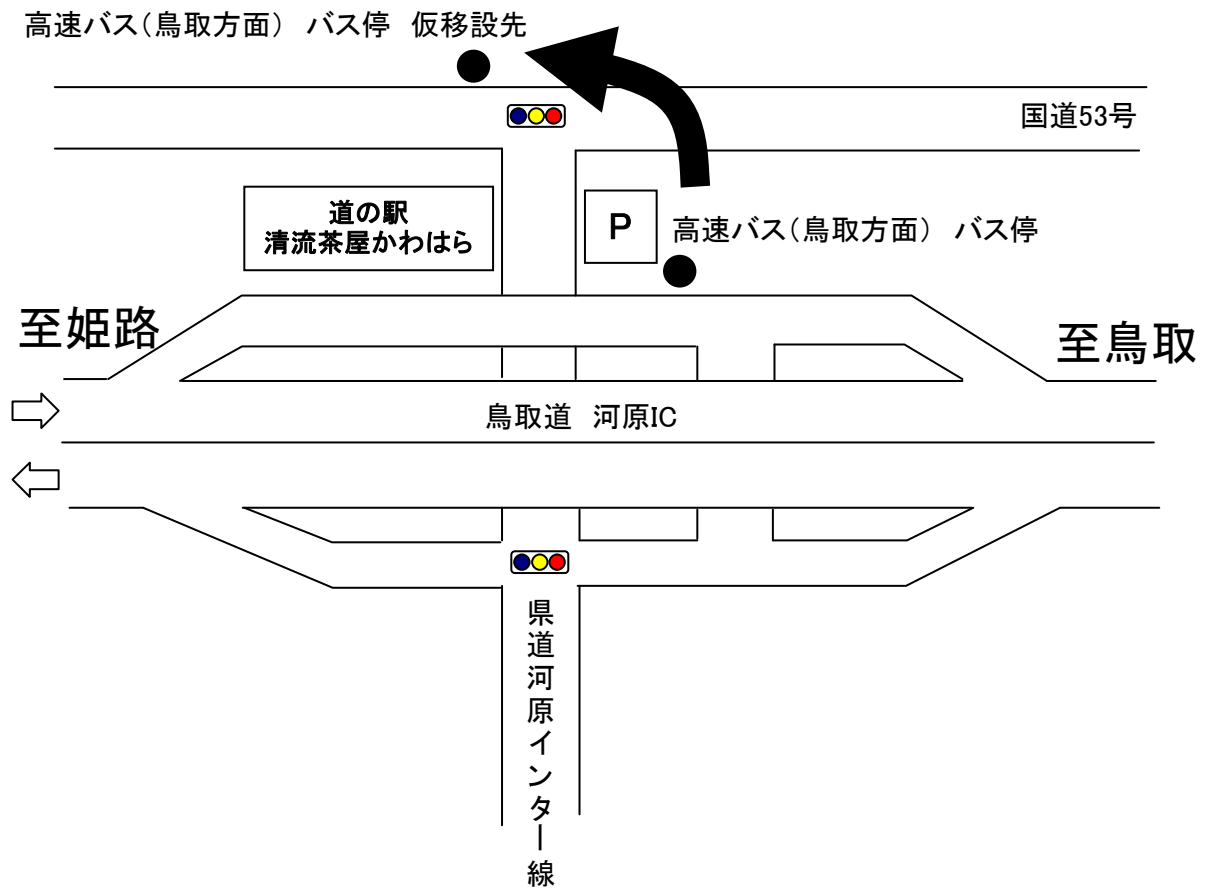 高速バス（鳥取方面） バス停 仮移設先
国道53号
道の駅
清流茶屋かわはら
P
高速バス（鳥取方面） バス停
至姫路
至鳥取
鳥取道 河原IC
県道河原インター線